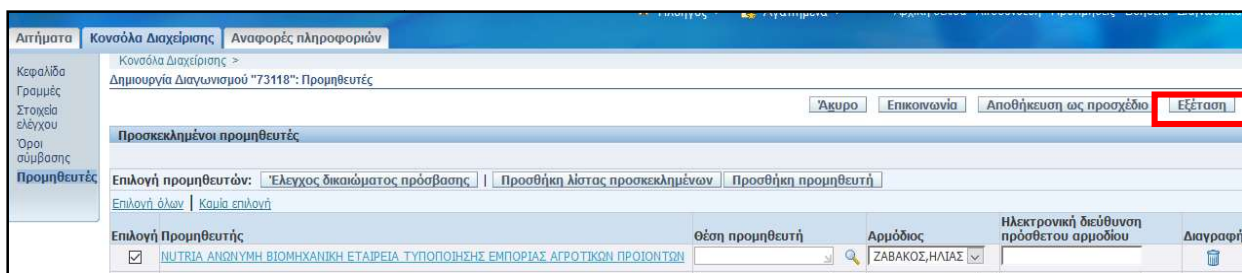 Αιτήματα Κονσόλα Διαχείρισης Αναφορές πληροφοριών
Κεφαλίδα
Γραμμές
Στοιχεία
ελέγχου
Όροι
σύμβασης
Προμηθευτές
Κονσόλα Διαχείρισης >
Δημιουργία Διαγωνισμού "73118": Προμηθευτές
Άκυρο Επικοινωνία Αποθήκευση ως προσχέδιο Εξέταση
Προσκεκλημένοι προμηθευτές
Επιλογή προμηθευτών: Έλεγχος δικαιώματος πρόσβασης | Προσθήκη λίστας προσκεκλημένων Προσθήκη προμηθευτή
Επιλογή όλων | Καμία επιλογή
Επιλογή Προμηθευτής Θέση προμηθευτή Αρμόδιος Ηλεκτρονική διεύθυνση πρόσθετου αρμοδίου Διαγραφή
NUTRIA ΑΝΩΝΥΜΗ ΒΙΟΜΗΧΑΝΙΚΗ ΕΤΑΙΡΕΙΑ ΤΥΠΟΠΟΙΗΣΗΣ ΕΜΠΟΡΙΑΣ ΑΓΡΟΤΙΚΩΝ ΠΡΟΙΟΝΤΩΝ ΖΑΒΑΚΟΣ,ΗΛΙΑΣ